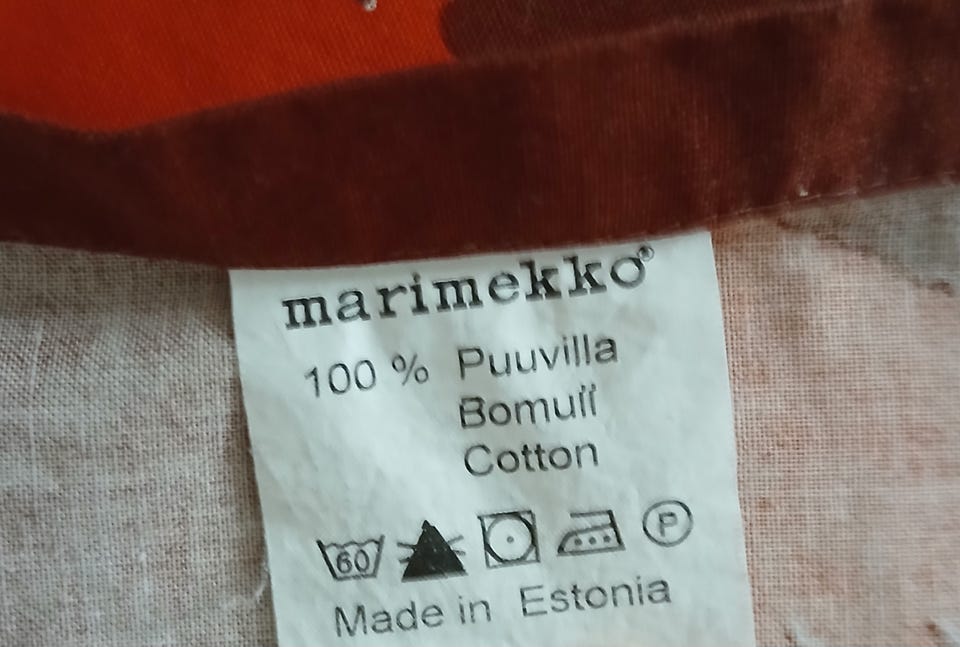 marimekko®
100 % Puuvilla
Bomull
Cotton
60 P
Made in Estonia